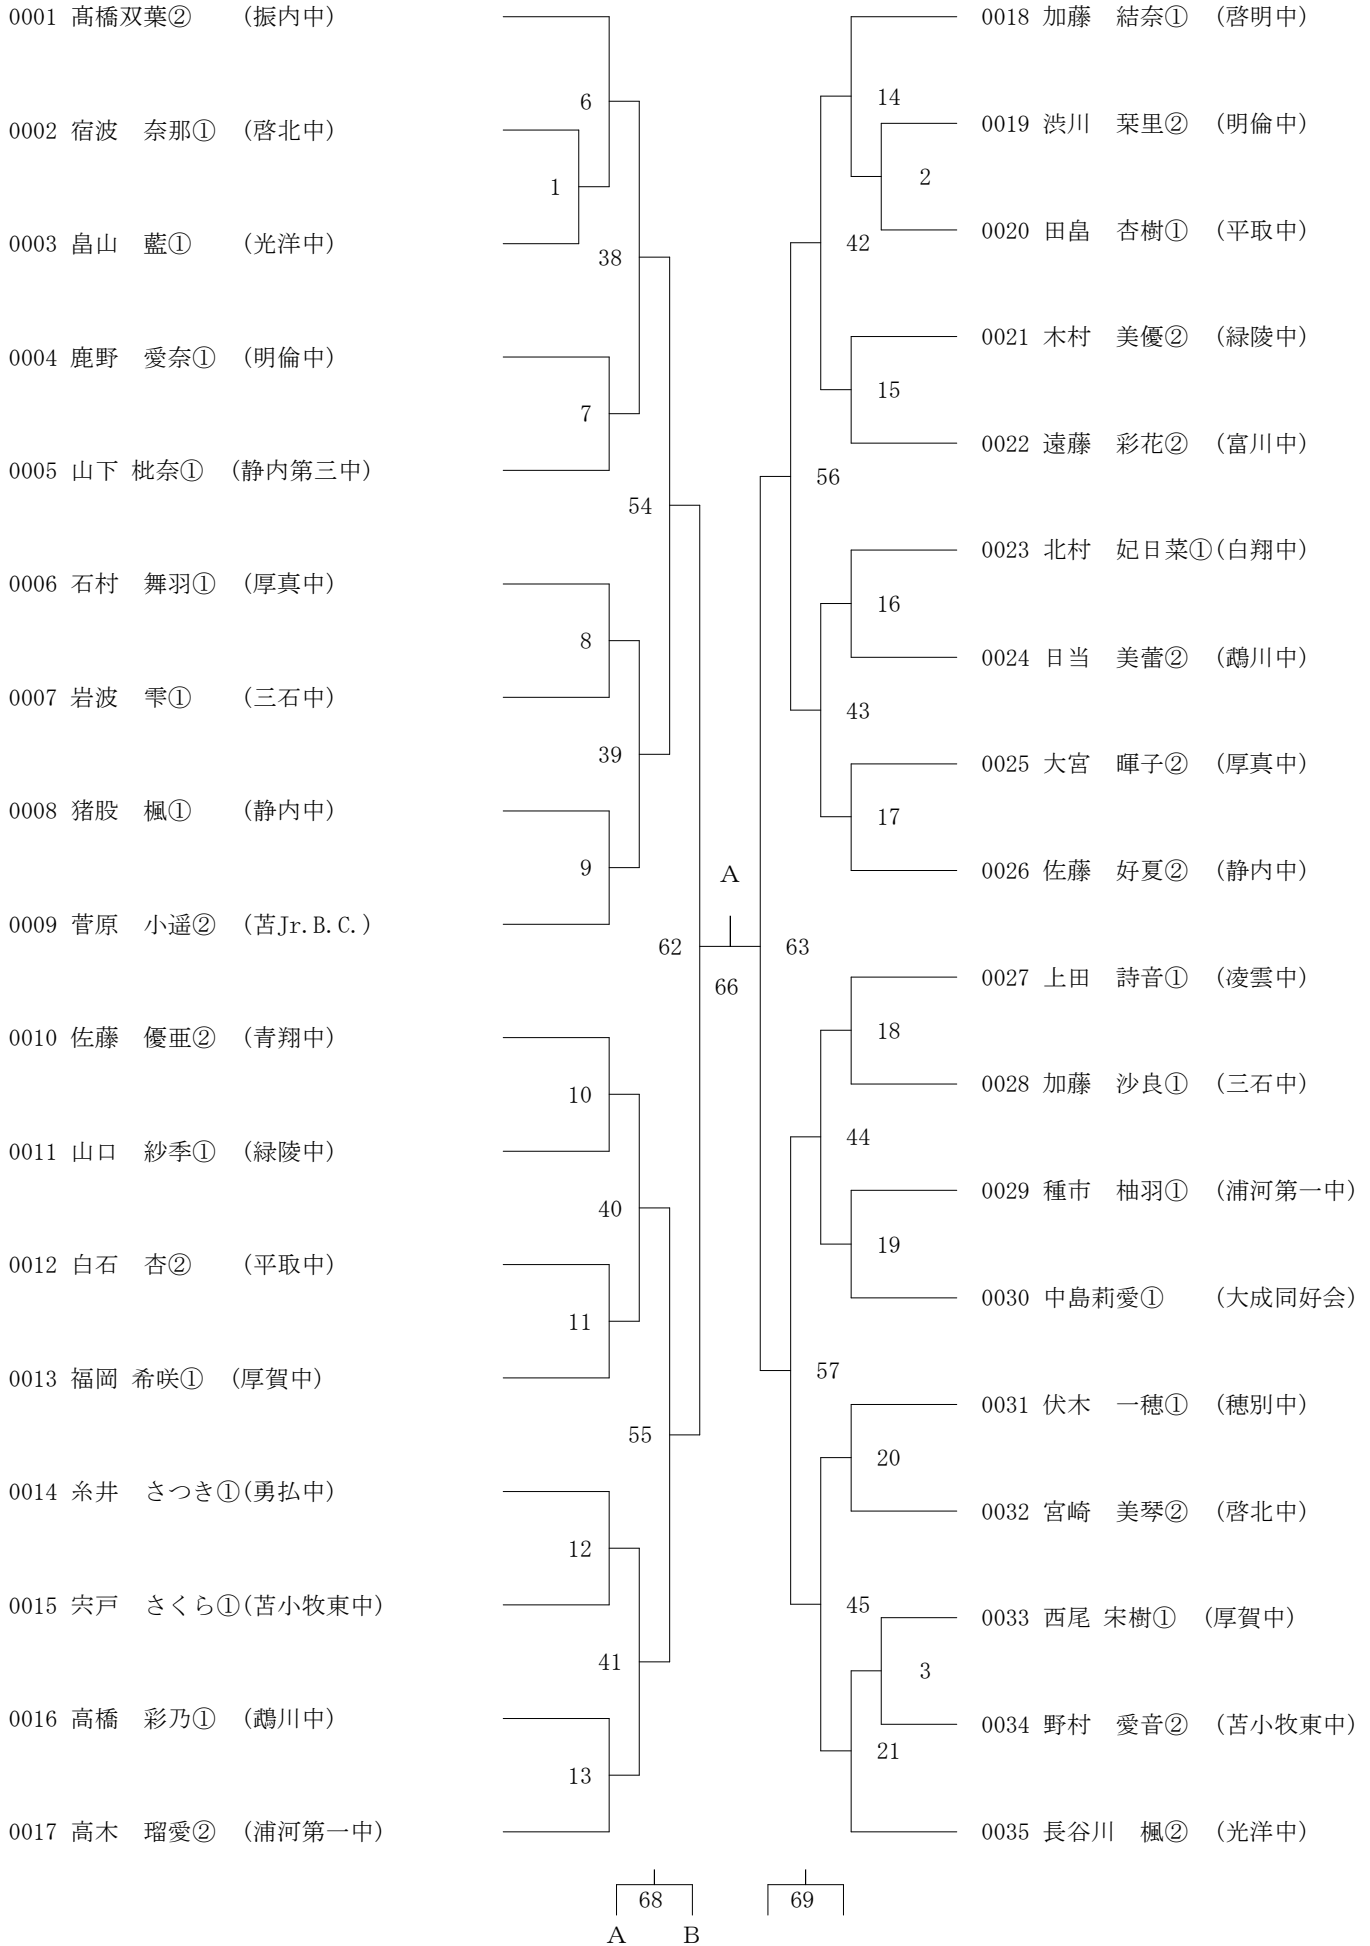 0001 髙橋双葉② (振内中)
0002 宿波　奈那① (啓北中)
0003 畠山　藍① (光洋中)
0004 鹿野　愛奈① (明倫中)
0005 山下 枇奈① (静内第三中)
0006 石村　舞羽① (厚真中)
0007 岩波　雫① (三石中)
0008 猪股　楓① (静内中)
0009 菅原　小遥② (苫Jr.B.C.)
0010 佐藤　優亜② (青翔中)
0011 山口　紗季① (緑陵中)
0012 白石　杏② (平取中)
0013 福岡 希咲① (厚賀中)
0014 糸井　さつき①(勇払中)
0015 宍戸　さくら①(苫小牧東中)
0016 高橋　彩乃① (鵡川中)
0017 高木　瑠愛② (浦河第一中)
6
1
38
7
54
8
39
9
62
10
40
11
55
12
41
13
A
66
63
14
2
42
15
56
16
43
17
18
44
19
57
20
45
3
21
0018 加藤　結奈① (啓明中)
0019 渋川　栞里② (明倫中)
0020 田畠　杏樹① (平取中)
0021 木村　美優② (緑陵中)
0022 遠藤　彩花② (富川中)
0023 北村　妃日菜①(白翔中)
0024 日当　美蕾② (鵡川中)
0025 大宮　暉子② (厚真中)
0026 佐藤　好夏② (静内中)
0027 上田　詩音① (凌雲中)
0028 加藤　沙良① (三石中)
0029 種市　柚羽① (浦河第一中)
0030 中島莉愛① (大成同好会)
0031 伏木　一穂① (穂別中)
0032 宮崎　美琴② (啓北中)
0033 西尾 宋樹① (厚賀中)
0034 野村　愛音② (苫小牧東中)
0035 長谷川　楓② (光洋中)
68
69
A B